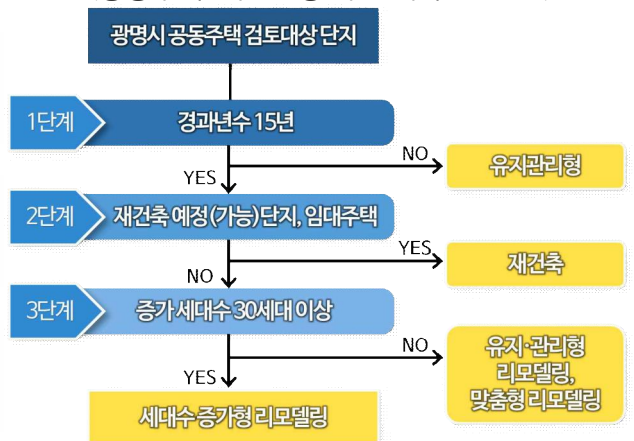 광명시 공동주택 검토대상 단지
1단계
경과년수 15년
NO
유지관리형
YES
2단계
재건축 예정(가능)단지, 임대주택
YES
재건축
NO
3단계
증가 세대수 30세대 이상
NO
유지·관리형
리모델링,
맞춤형 리모델링
YES
세대수 증가형 리모델링